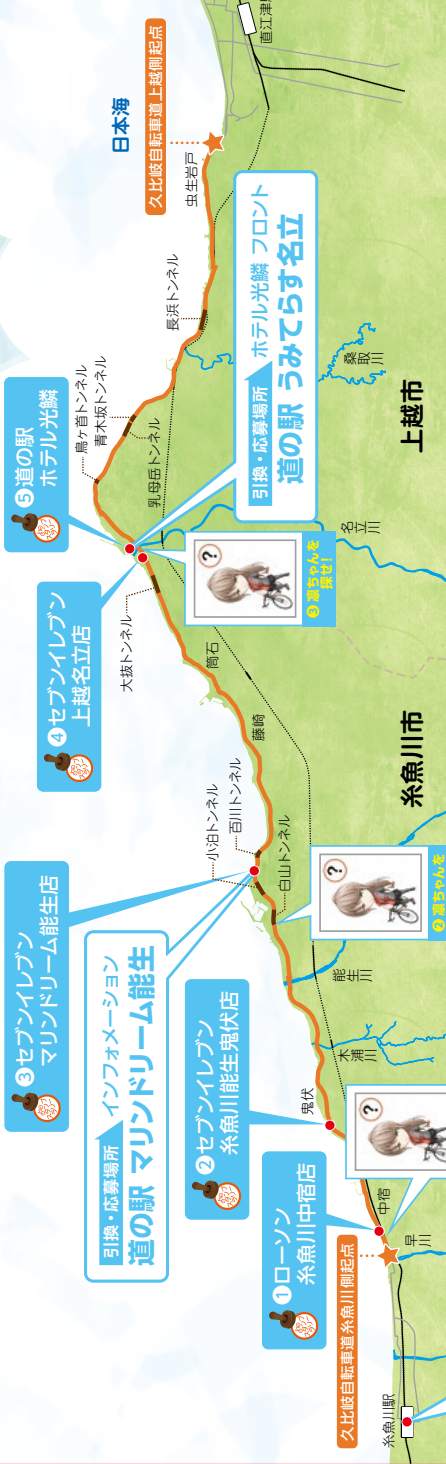 直江津駅
久比岐自転車道上越側起点
日本海
虫生岩戸
長浜トンネル
鳥ヶ首トンネル
青木坂トンネル
乳母岳トンネル
⑤道の駅
ホテル光鱗
引換・応募場所 ホテル光鱗 フロント
道の駅 うみてらす名立
桑取川
上越市
名立川
④セブンイレブン
上越名立店
大抜トンネル
?
③凛ちゃんを
探せ!
筒石
藤崎
糸魚川市
小泊トンネル
百川トンネル
白山トンネル
③セブンイレブン
マリンドリーム能生店
引換・応募場所 インフォメーション
道の駅 マリンドリーム能生
?
②凛ちゃんを
能生川
木浦川
②セブンイレブン
糸魚川能生鬼伏店
鬼伏
?
①ローソン
糸魚川中宿店
中宿
早川
久比岐自転車道糸魚川側起点
糸魚川駅